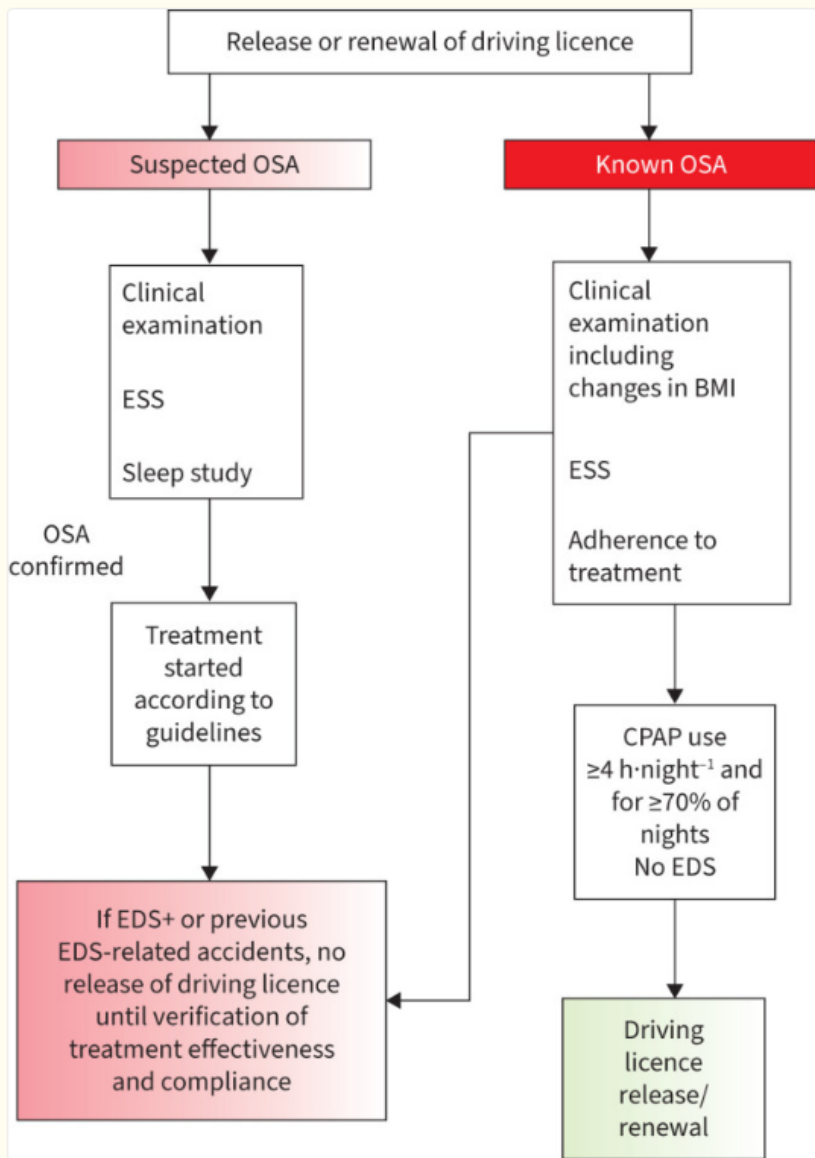 Release or renewal of driving licence
Suspected OSA
Known OSA
Clinical
examination
ESS
Sleep study
Clinical
examination
including
changes in BMI
ESS
Adherence to
treatment
OSA
confirmed
Treatment
started
according to
guidelines
CPAP use
≥4 h·night⁻¹ and
for ≥70% of
nights
No EDS
If EDS+ or previous
EDS-related accidents, no
release of driving licence
until verification of
treatment effectiveness
and compliance
Driving
licence
release/
renewal